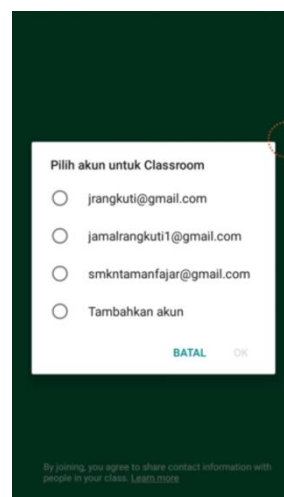 Pilih akun untuk Classroom
jrangkuti@gmail.com
jamalrangkuti1@gmail.com
smkntamanfajar@gmail.com
Tambahkan akun
BATAL OK
By joining, you agree to share contact information with
people in your class. Learn more